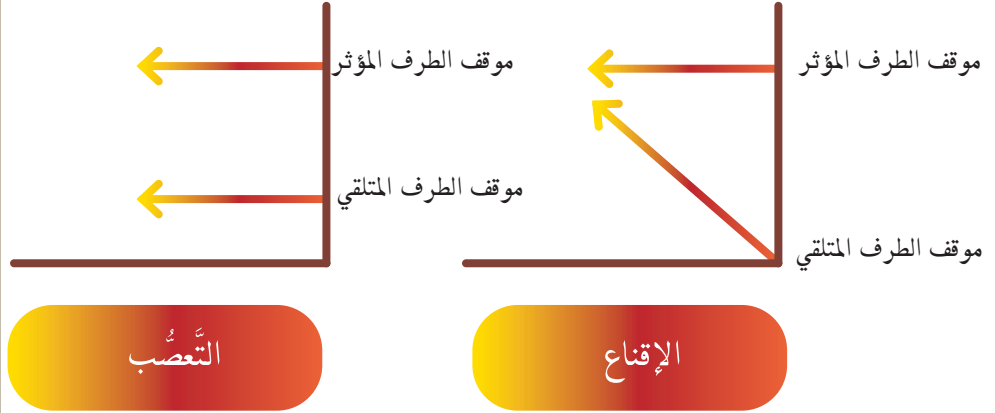 موقف الطرف المؤثر
موقف الطرف المتلقي
الإقناع
موقف الطرف المؤثر
موقف الطرف المتلقي
التَّعصُّب